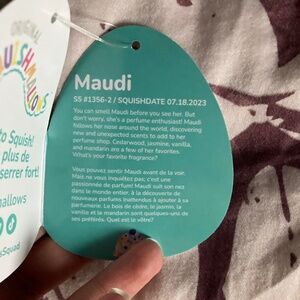 ORIGINAL
SQUISHMALLOWS
to Squish!
plus de
serrer fort!
mallows
Squad
Maudi
S5 #1356-2 / SQUISHDATE 07.18.2023
You can smell Maudi before you see her. But
don't worry, she's a perfume enthusiast! Maudi
follows her nose around the world, discovering
new and unexpected scents to add to her
perfume shop. Cedarwood, jasmine, vanilla,
and mandarin are a few of her favorites.
What's your favorite fragrance?
Vous pouvez sentir Maudi avant de la voir.
Mais ne vous inquiétez pas; c'est une
passionnée de parfum! Maudi suit son nez
dans le monde entier, à la découverte de
nouveaux parfums inattendus à ajouter à sa
parfumerie. Le bois de cèdre, le jasmin, la
vanille et la mandarin sont quelques-uns de
ses préférés. Quel est le vôtre?